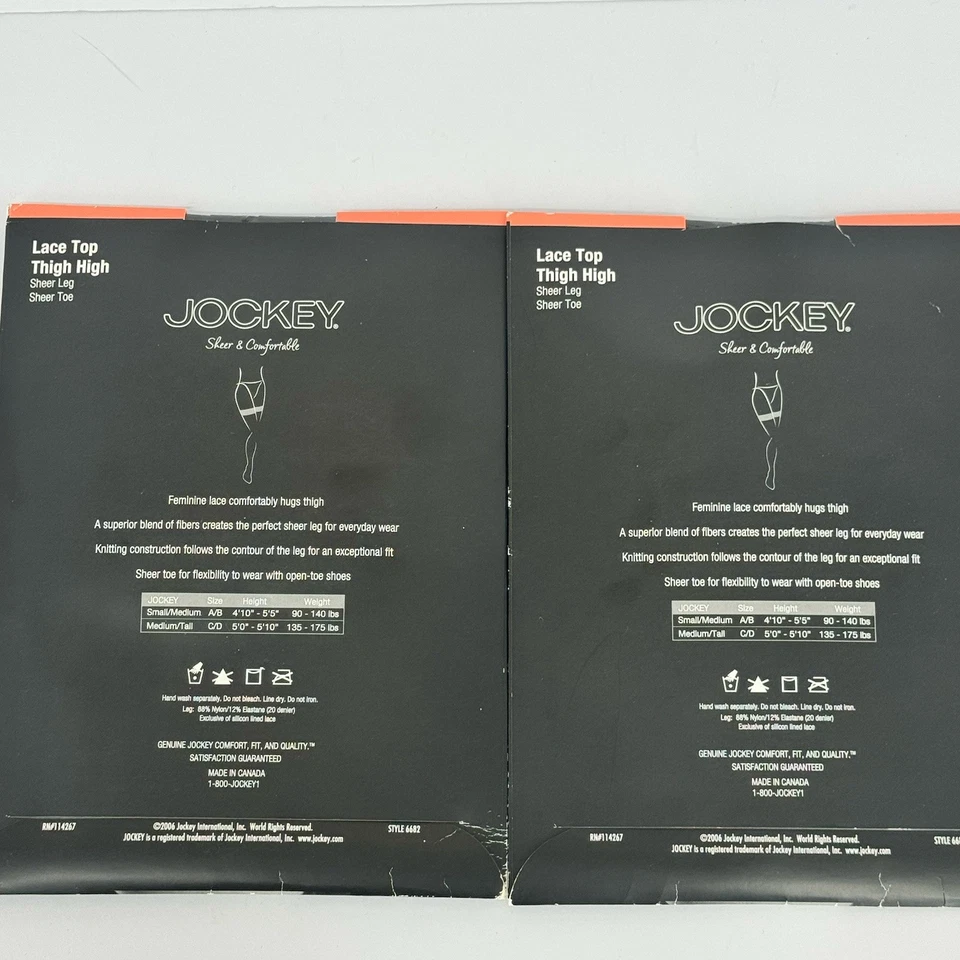 Lace Top
Thigh High
Sheer Leg
Sheer Toe
JOCKEY®
Sheer & Comfortable
Feminine lace comfortably hugs thigh
A superior blend of fibers creates the perfect sheer leg for everyday wear
Knitting construction follows the contour of the leg for an exceptional fit
Sheer toe for flexibility to wear with open-toe shoes
JOCKEY Size Height Weight
Small/Medium A/B 4'10" - 5'5" 90 - 140 lbs
Medium/Tall C/D 5'0" - 5'10" 135 - 175 lbs
Hand wash separately. Do not bleach. Line dry. Do not iron.
Leg: 88% Nylon/12% Elastane (20 denier)
Exclusive of silicon lined lace
GENUINE JOCKEY COMFORT, FIT, AND QUALITY.™
SATISFACTION GUARANTEED
MADE IN CANADA
1-800-JOCKEY1
RN#114267
©2006 Jockey International, Inc. World Rights Reserved.
JOCKEY is a registered trademark of Jockey International, Inc. www.jockey.com
STYLE 6682
Lace Top
Thigh High
Sheer Leg
Sheer Toe
JOCKEY®
Sheer & Comfortable
Feminine lace comfortably hugs thigh
A superior blend of fibers creates the perfect sheer leg for everyday wear
Knitting construction follows the contour of the leg for an exceptional fit
Sheer toe for flexibility to wear with open-toe shoes
JOCKEY Size Height Weight
Small/Medium A/B 4'10" - 5'5" 90 - 140 lbs
Medium/Tall C/D 5'0" - 5'10" 135 - 175 lbs
Hand wash separately. Do not bleach. Line dry. Do not iron.
Leg: 88% Nylon/12% Elastane (20 denier)
Exclusive of silicon lined lace
GENUINE JOCKEY COMFORT, FIT, AND QUALITY.™
SATISFACTION GUARANTEED
MADE IN CANADA
1-800-JOCKEY1
RN#114267
©2006 Jockey International, Inc. World Rights Reserved.
JOCKEY is a registered trademark of Jockey International, Inc. www.jockey.com
STYLE